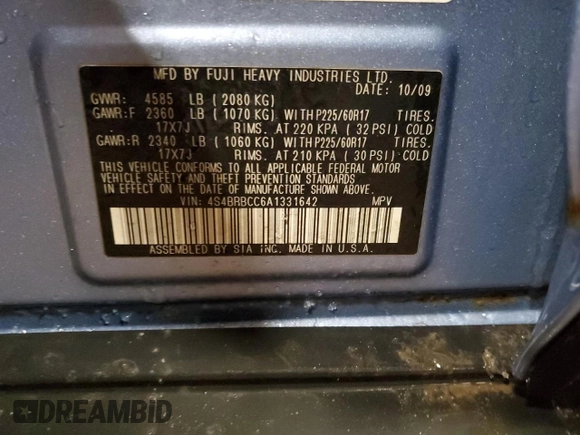 MFD BY FUJI HEAVY INDUSTRIES LTD.
DATE: 10/09
GVWR: 4585 LB ( 2080 KG)
GAWR:F 2360 LB ( 1070 KG) WITH P225/60R17 TIRES.
17X7J RIMS. AT 220 KPA ( 32 PSI) COLD
GAWR:R 2340 LB ( 1060 KG) WITH P225/60R17 TIRES.
17X7J RIMS. AT 210 KPA ( 30 PSI) COLD
THIS VEHICLE CONFORMS TO ALL APPLICABLE FEDERAL MOTOR
VEHICLE SAFETY AND THEFT PREVENTION STANDARDS
IN EFFECT ON THE DATE OF MANUFACTURE SHOWN ABOVE.
VIN: 4S4BRBCC6A1331642 MPV
ASSEMBLED BY SIA INC. MADE IN U.S.A.
DREAMBID